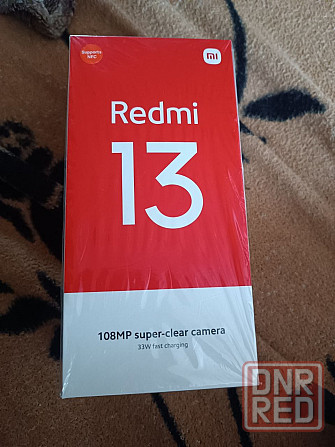 Supports
NFC
mi
Redmi
13
108MP super-clear camera
33W fast charging
DNR
RED